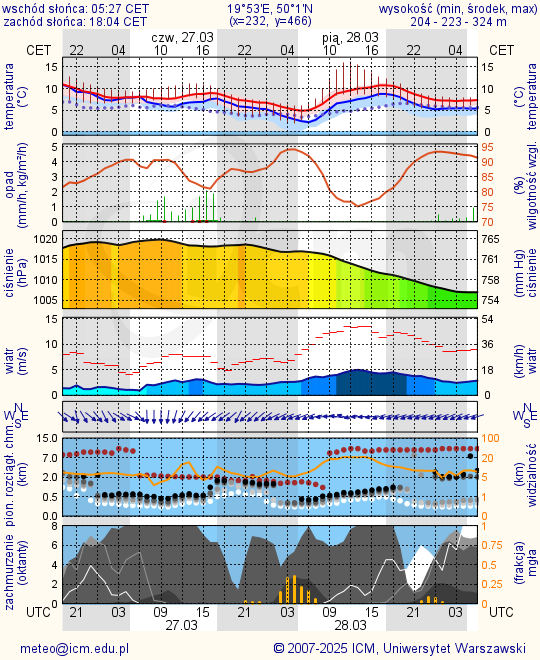 wschód słońca: 05:27 CET 19°53'E, 50°1'N wysokość (min, środek, max)
zachód słońca: 18:04 CET (x=232, y=466) 204 - 223 - 324 m
czw, 27.03 pią, 28.03
CET 22 04 10 16 22 04 10 16 22 04 CET
temperatura (°C) 15 10 5 0 15 10 5 0 (°C) temperatura
opad (mm/h, kg/m²/h) 5 4 3 2 1 0 95 90 85 80 75 70 (%) wilgotność wzgl.
ciśnienie (hPa) 1020 1015 1010 1005 765 761 758 754 (mm Hg) ciśnienie
wiatr (m/s) 15 10 5 0 54 36 18 0 (km/h) wiatr
N W E S N W E S
pion. rozciągł. chm. (km) 15.0 7.0 2.0 0.5 0.2 0.0 100 20 5 1 0 (km) widzialność
zachmurzenie (oktanty) 8 6 4 2 0 1 0.75 0.5 0.25 0 (frakcja) mgła
UTC 21 03 09 15 21 03 09 15 21 03 UTC
27.03 28.03
meteo@icm.edu.pl © 2007-2025 ICM, Uniwersytet Warszawski